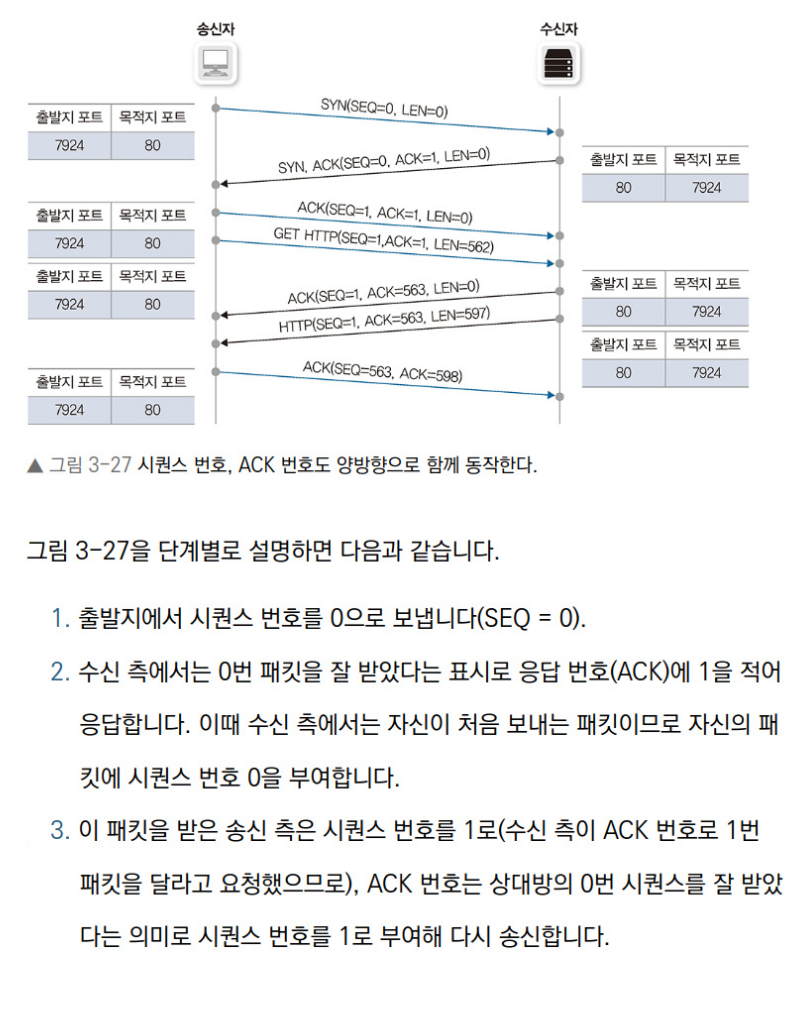 송신자
수신자
SYN(SEQ=0, LEN=0)
출발지 포트 목적지 포트
7924 80
SYN, ACK(SEQ=0, ACK=1, LEN=0)
출발지 포트 목적지 포트
80 7924
ACK(SEQ=1, ACK=1, LEN=0)
출발지 포트 목적지 포트
7924 80
GET HTTP(SEQ=1,ACK=1, LEN=562)
출발지 포트 목적지 포트
7924 80
ACK(SEQ=1, ACK=563, LEN=0)
출발지 포트 목적지 포트
80 7924
HTTP(SEQ=1, ACK=563, LEN=597)
출발지 포트 목적지 포트
80 7924
ACK(SEQ=563, ACK=598)
출발지 포트 목적지 포트
7924 80
▲ 그림 3-27 시퀀스 번호, ACK 번호도 양방향으로 함께 동작한다.
그림 3-27을 단계별로 설명하면 다음과 같습니다.
1. 출발지에서 시퀀스 번호를 0으로 보냅니다(SEQ = 0).
2. 수신 측에서는 0번 패킷을 잘 받았다는 표시로 응답 번호(ACK)에 1을 적어
응답합니다. 이때 수신 측에서는 자신이 처음 보내는 패킷이므로 자신의 패
킷에 시퀀스 번호 0을 부여합니다.
3. 이 패킷을 받은 송신 측은 시퀀스 번호를 1로(수신 측이 ACK 번호로 1번
패킷을 달라고 요청했으므로), ACK 번호는 상대방의 0번 시퀀스를 잘 받았
다는 의미로 시퀀스 번호를 1로 부여해 다시 송신합니다.